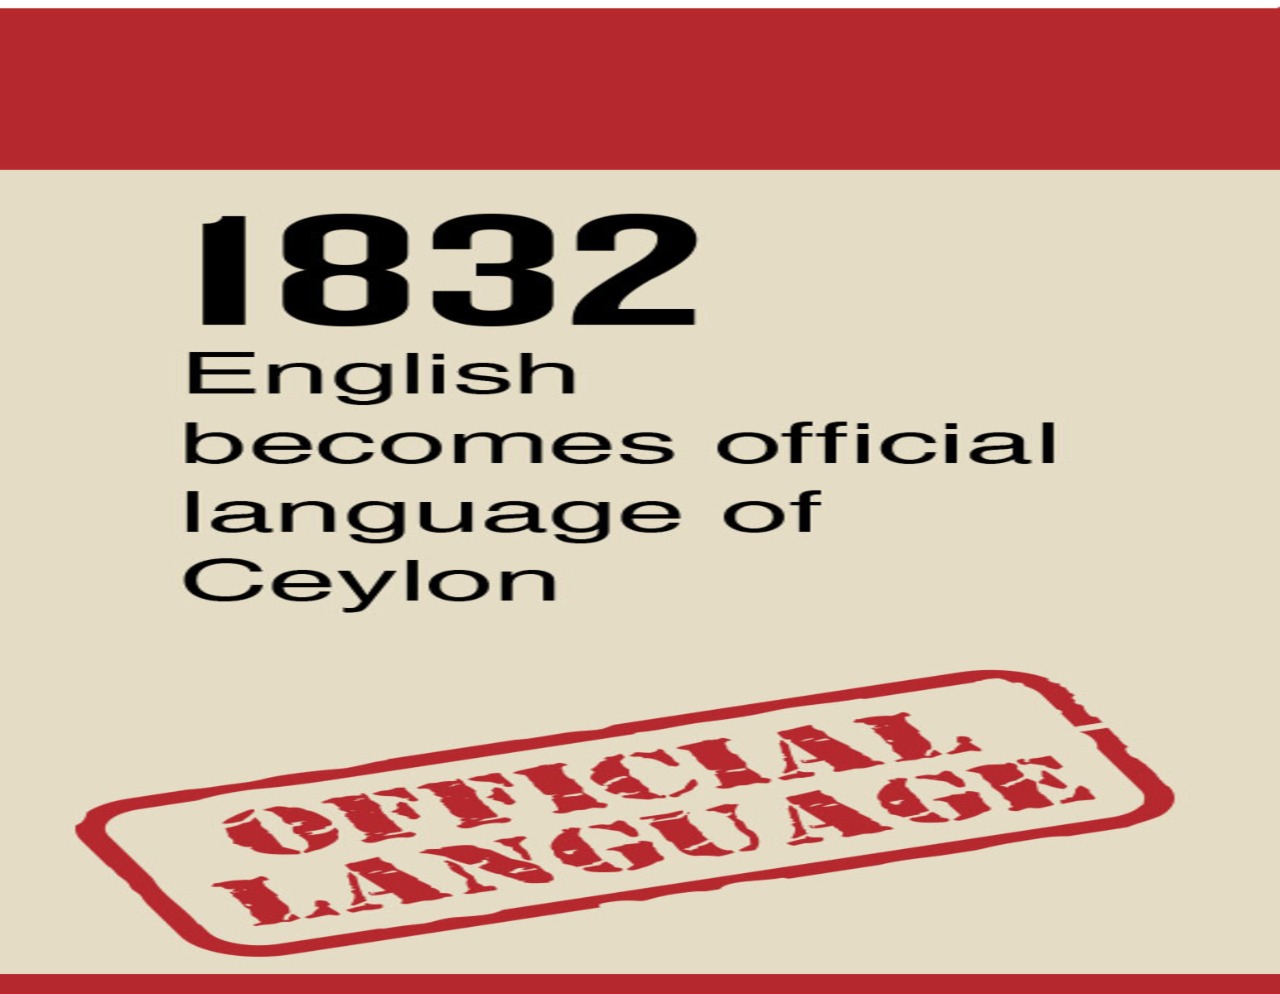 1832
English
becomes official
language of
Ceylon
OFFICIAL
LANGUAGE